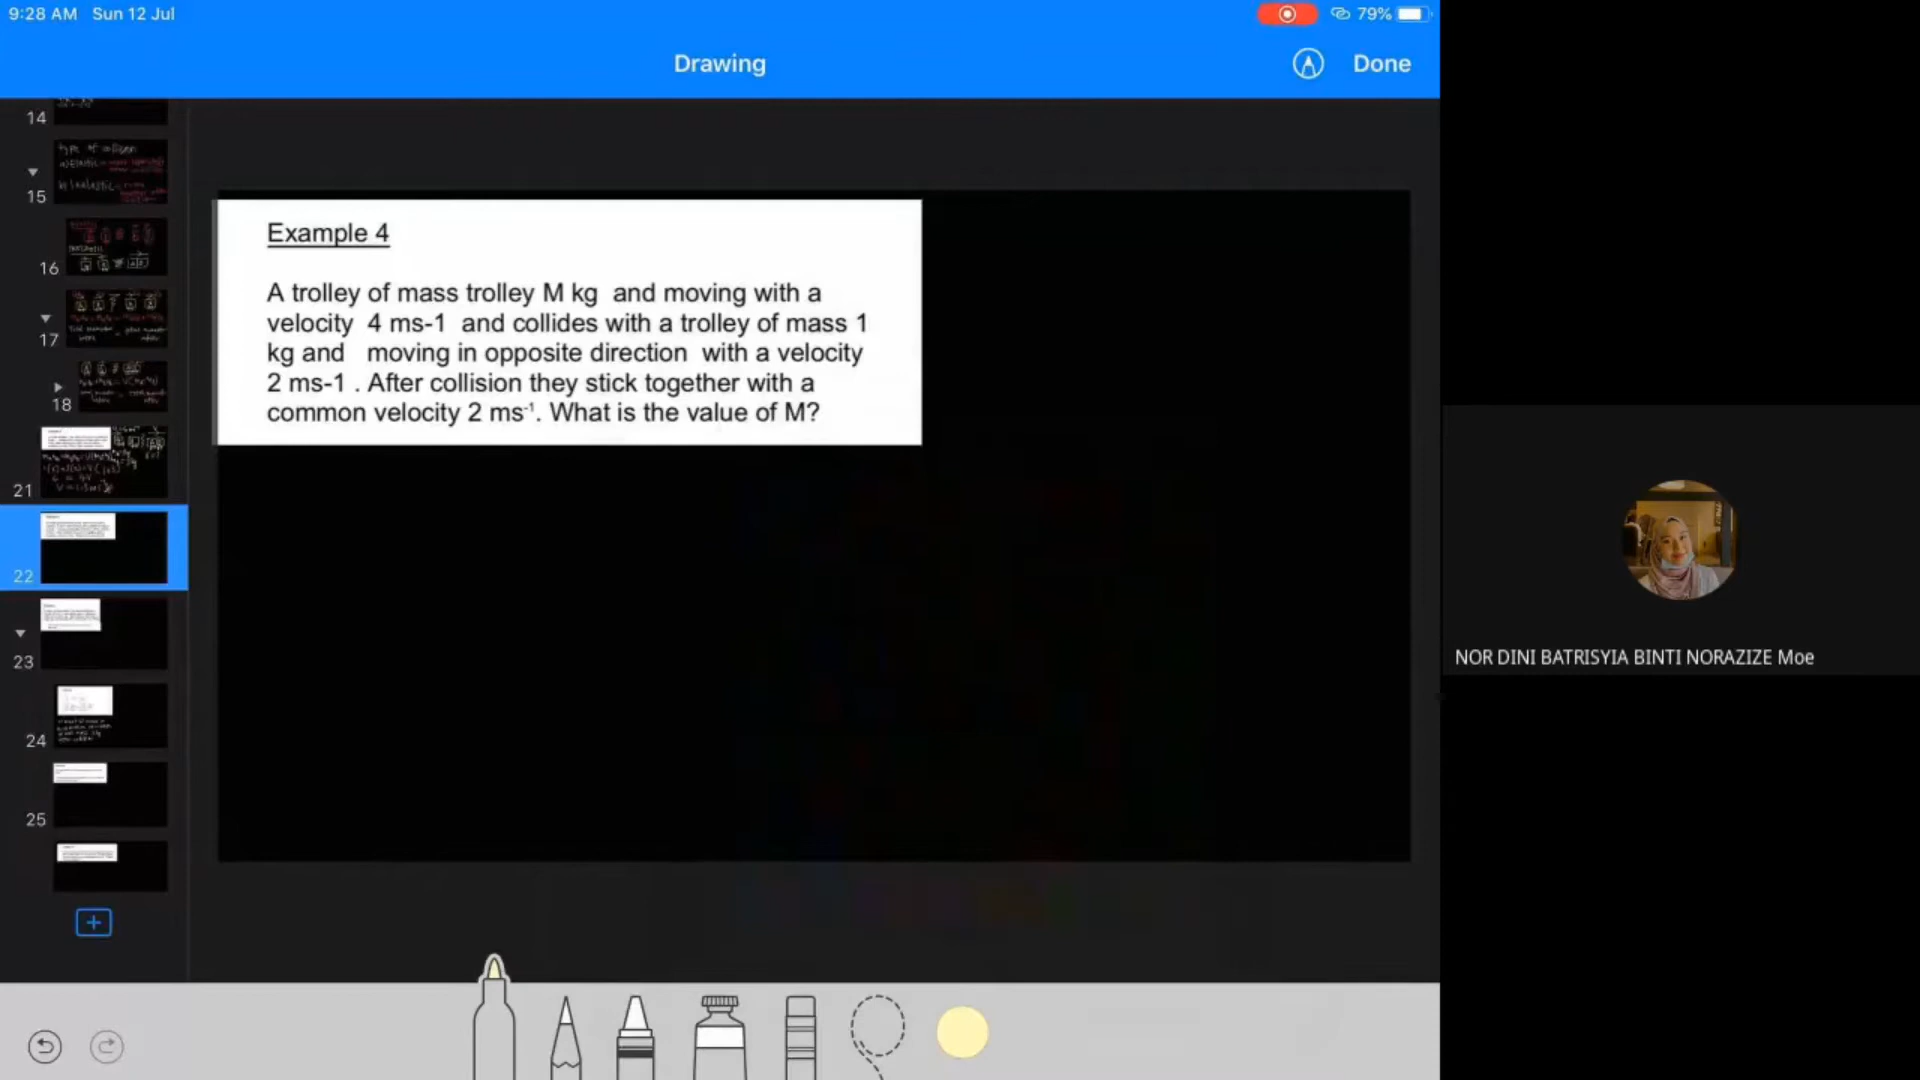 9:28 AM Sun 12 Jul
79%
Drawing
Done
14
15
16
17
18
21
22
23
24
25
Example 4
A trolley of mass trolley M kg and moving with a
velocity 4 ms-1 and collides with a trolley of mass 1
kg and moving in opposite direction with a velocity
2 ms-1 . After collision they stick together with a
common velocity 2 ms⁻¹. What is the value of M?
NOR DINI BATRISYIA BINTI NORAZIZE Moe